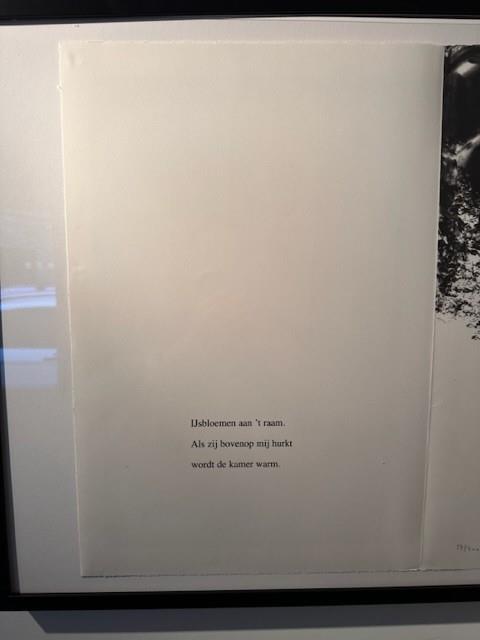 IJsbloemen aan 't raam.
Als zij bovenop mij hurkt
wordt de kamer warm.